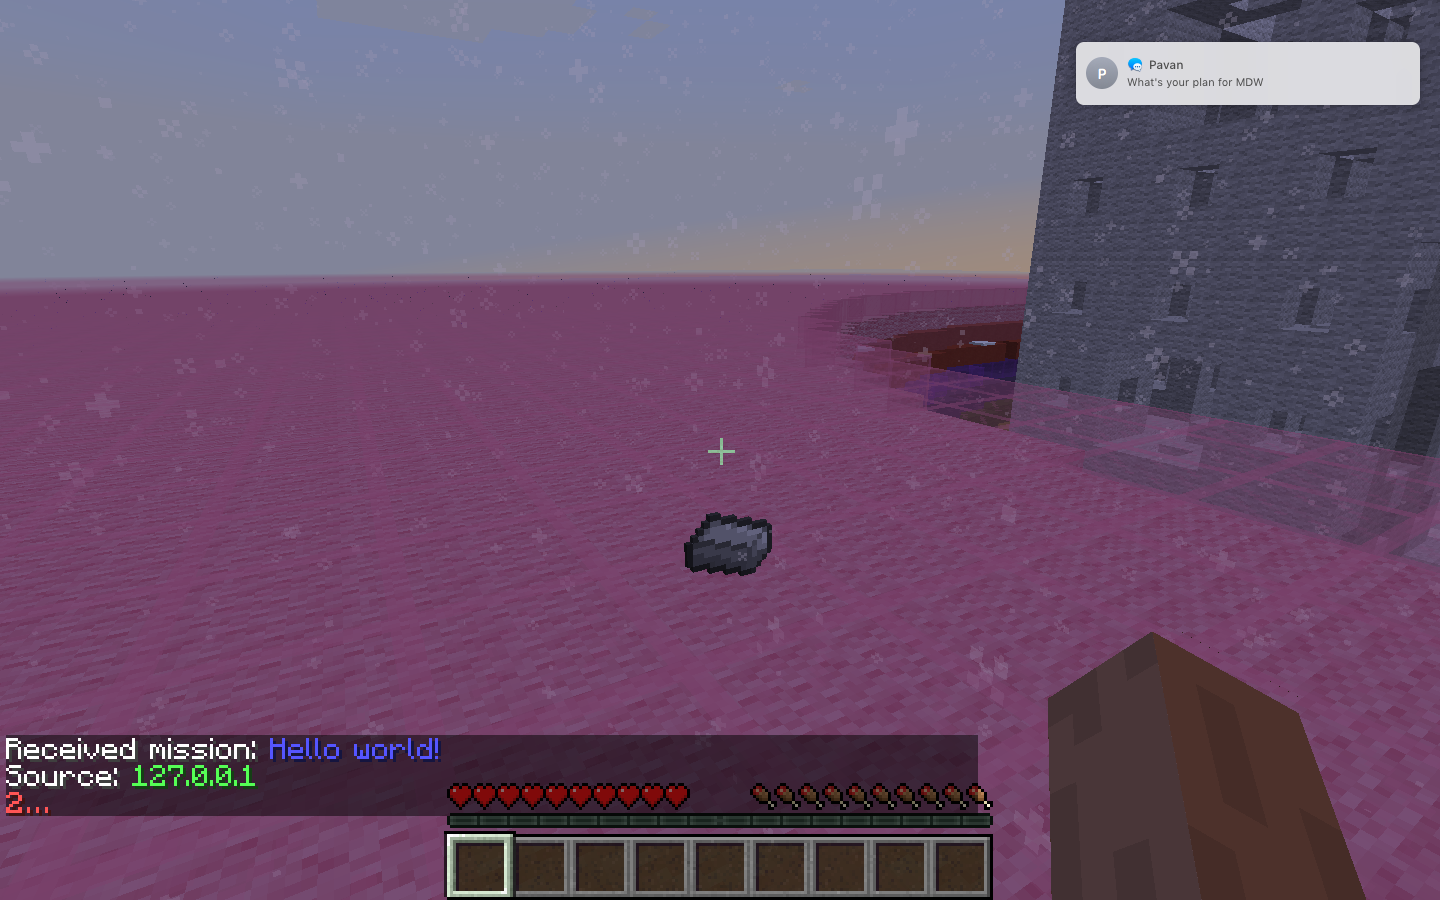 P
Pavan
What's your plan for MDW
Received mission: Hello world!
Source: 127.0.0.1
2...